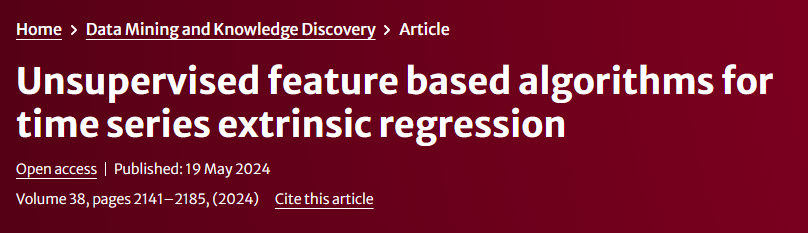 Home > Data Mining and Knowledge Discovery > Article
Unsupervised feature based algorithms for
time series extrinsic regression
Open access | Published: 19 May 2024
Volume 38, pages 2141–2185, (2024) Cite this article